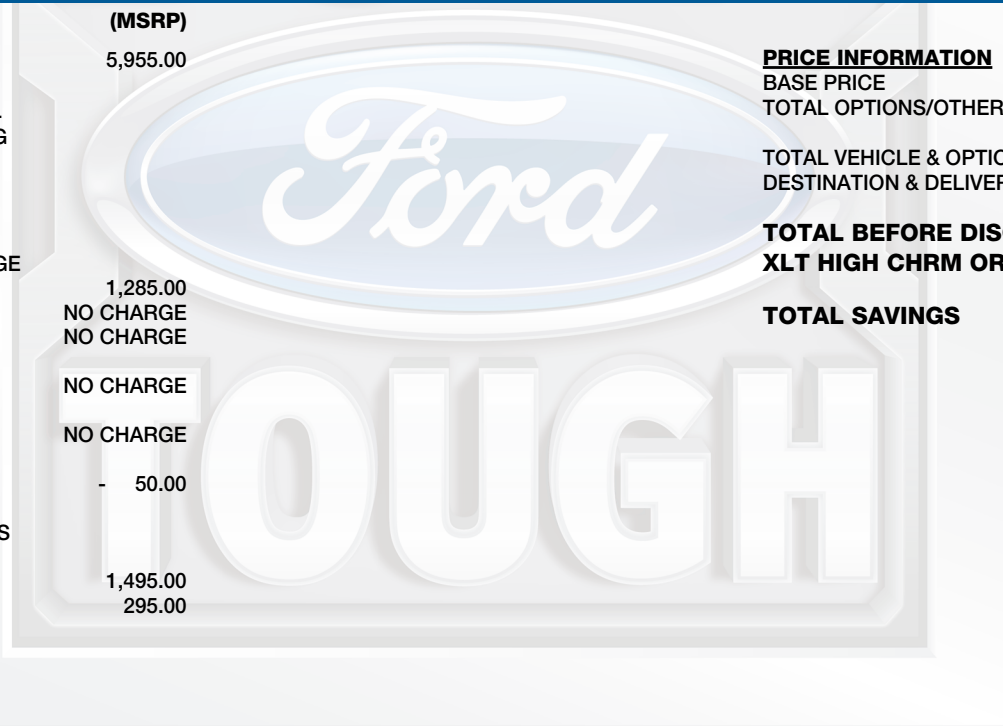 (MSRP)
5,955.00
G
GE
1,285.00
NO CHARGE
NO CHARGE
NO CHARGE
NO CHARGE
- 50.00
S
1,495.00
295.00
PRICE INFORMATION
BASE PRICE
TOTAL OPTIONS/OTHER
TOTAL VEHICLE & OPTIO
DESTINATION & DELIVER
TOTAL BEFORE DIS
XLT HIGH CHRM OR
TOTAL SAVINGS
Ford
TOUGH